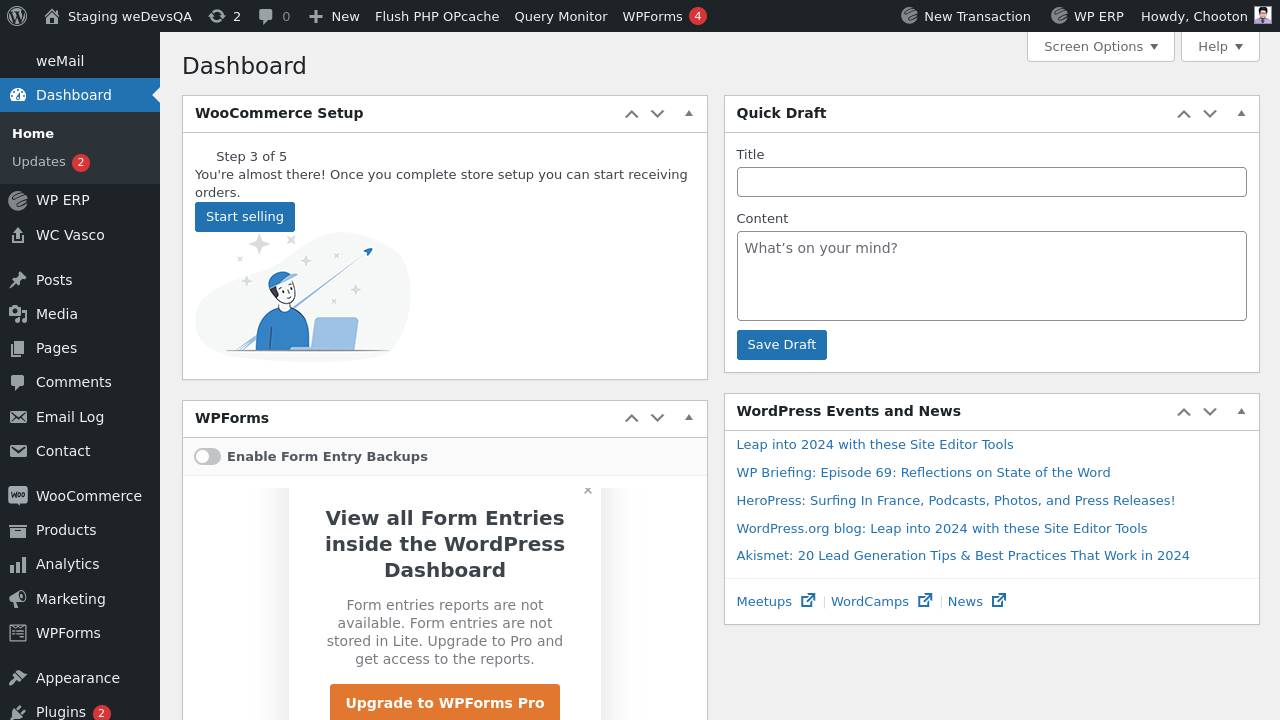 Staging weDevsQA
2
0
New
Flush PHP OPcache
Query Monitor
WPForms 4
New Transaction
WP ERP
Howdy, Chooton
weMail
Dashboard
Home
Updates 2
WP ERP
WC Vasco
Posts
Media
Pages
Comments
Email Log
Contact
WooCommerce
Products
Analytics
Marketing
WPForms
Appearance
Plugins 2
Screen Options
Help
Dashboard
WooCommerce Setup
Step 3 of 5
You're almost there! Once you complete store setup you can start receiving
orders.
Start selling
WPForms
Enable Form Entry Backups
View all Form Entries
inside the WordPress
Dashboard
Form entries reports are not
available. Form entries are not
stored in Lite. Upgrade to Pro and
get access to the reports.
Upgrade to WPForms Pro
Quick Draft
Title
Content
What's on your mind?
Save Draft
WordPress Events and News
Leap into 2024 with these Site Editor Tools
WP Briefing: Episode 69: Reflections on State of the Word
HeroPress: Surfing In France, Podcasts, Photos, and Press Releases!
WordPress.org blog: Leap into 2024 with these Site Editor Tools
Akismet: 20 Lead Generation Tips & Best Practices That Work in 2024
Meetups
WordCamps
News